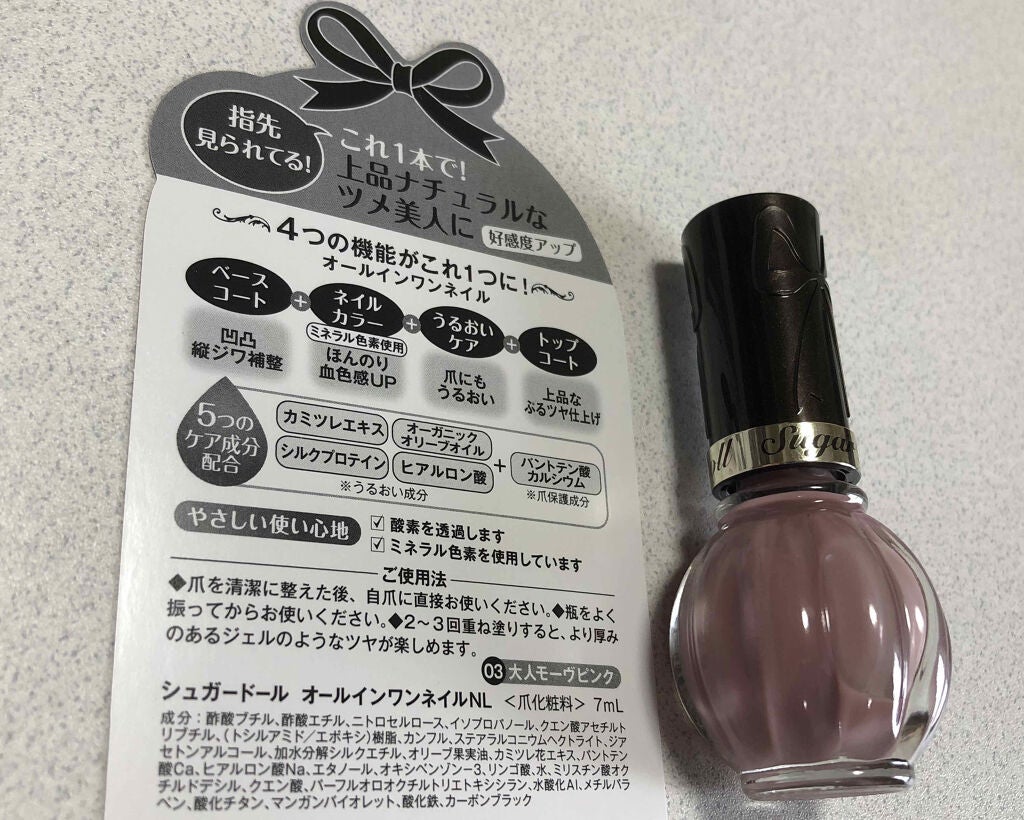 指先
見られてる!
これ1本で!
上品ナチュラルな
ツメ美人に 好感度アップ
4つの機能がこれ1つに!
オールインワンネイル
ベース
コート
+
ネイル
カラー
+
うるおい
ケア
+
トップ
コート
凹凸
縦ジワ補整
ミネラル色素使用
ほんのり
血色感UP
爪にも
うるおい
上品な
ぷるツヤ仕上げ
5つの
ケア成分
配合
カミツレエキス
オーガニック
オリーブオイル
シルクプロテイン
ヒアルロン酸
※うるおい成分
+
パントテン酸
カルシウム
※爪保護成分
やさしい使い心地
☑ 酸素を透過します
☑ ミネラル色素を使用しています
ご使用法
◆爪を清潔に整えた後、自爪に直接お使いください。◆瓶をよく
振ってからお使いください。◆2〜3回重ね塗りすると、より厚み
のあるジェルのようなツヤが楽しめます。
03 大人モーヴピンク
シュガードール オールインワンネイルNL <爪化粧料> 7mL
成分:酢酸ブチル、酢酸エチル、ニトロセルロース、イソプロパノール、クエン酸アセチルト
リブチル、(トシルアミド/エポキシ)樹脂、カンフル、ステアラルコニウムヘクトライト、ジア
セトンアルコール、加水分解シルクエチル、オリーブ果実油、カミツレ花エキス、パントテン
酸Ca、ヒアルロン酸Na、エタノール、オキシベンゾン-3、リンゴ酸、水、ミリスチン酸オク
チルドデシル、クエン酸、パーフルオロオクチルトリエトキシシラン、水酸化Al、メチルパラ
ベン、酸化チタン、マンガンバイオレット、酸化鉄、カーボンブラック
oll Sugar